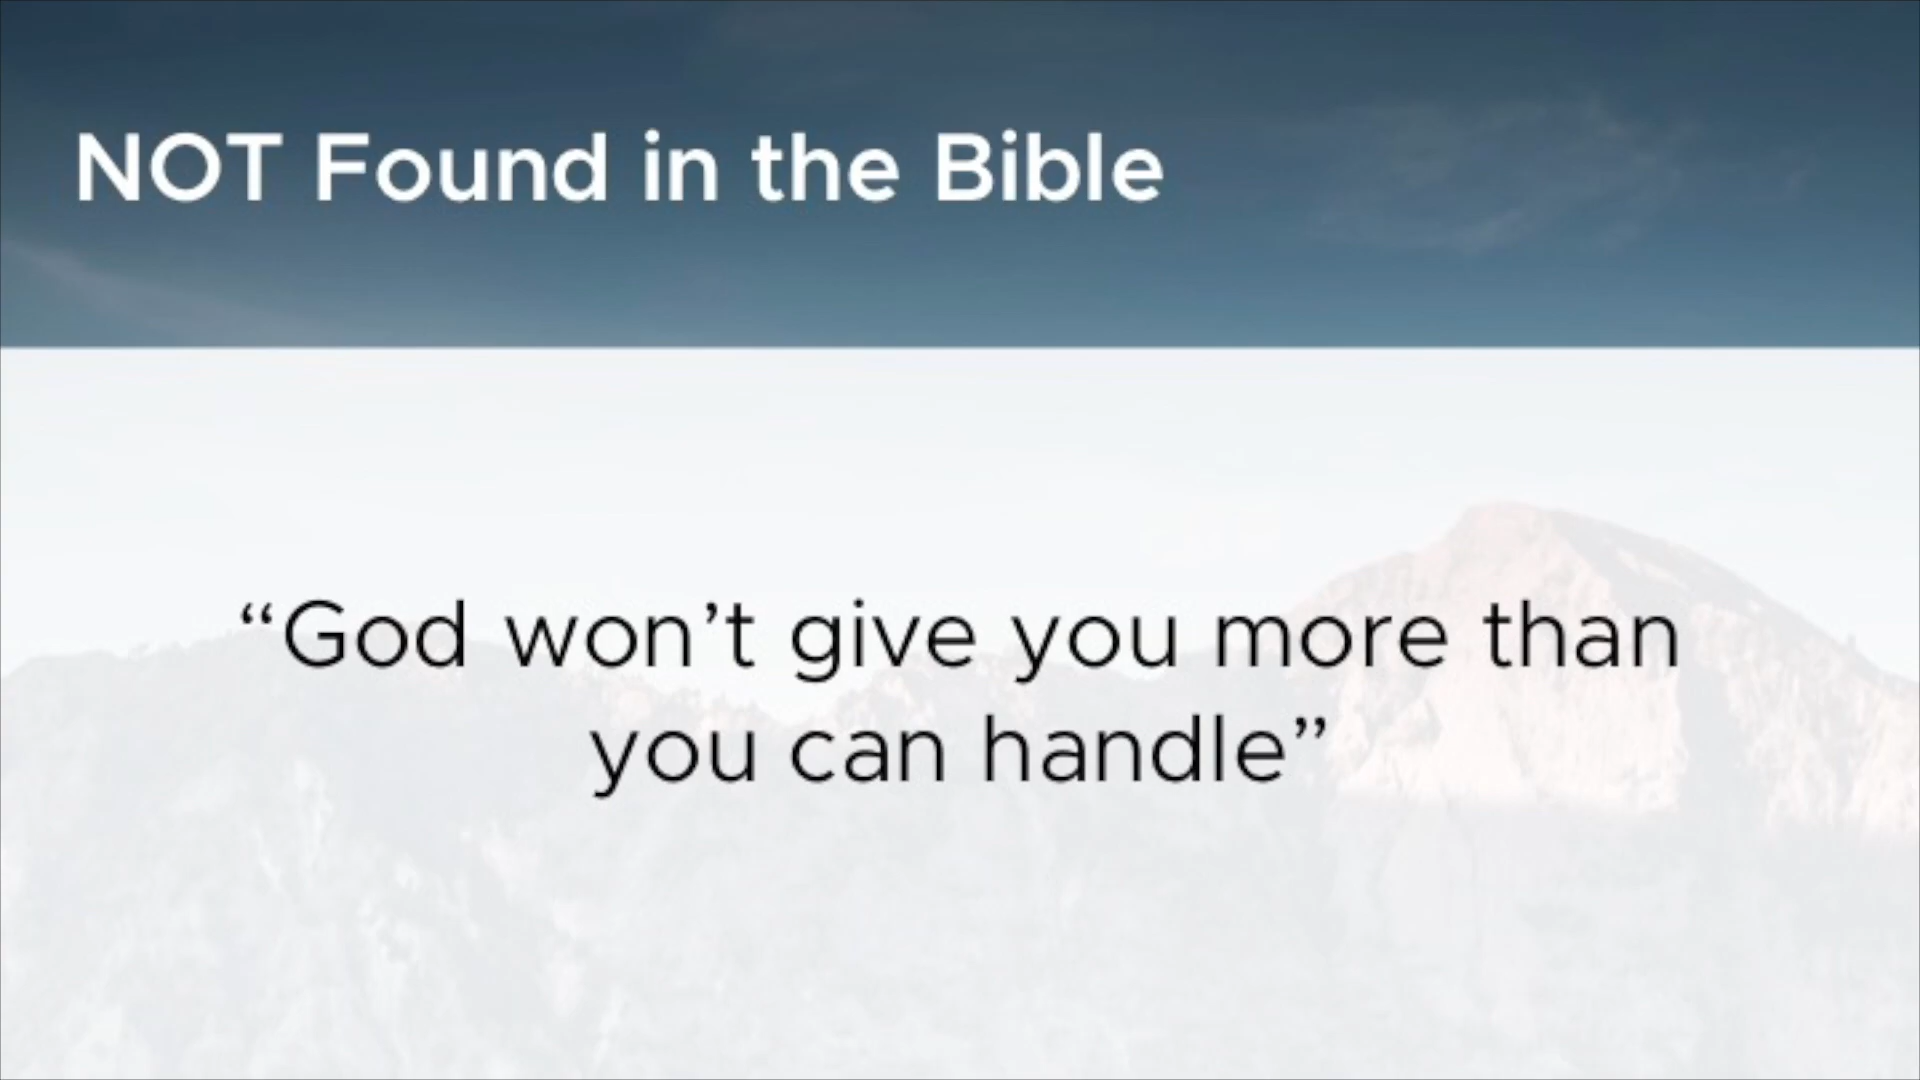 NOT Found in the Bible
“God won’t give you more than
you can handle”